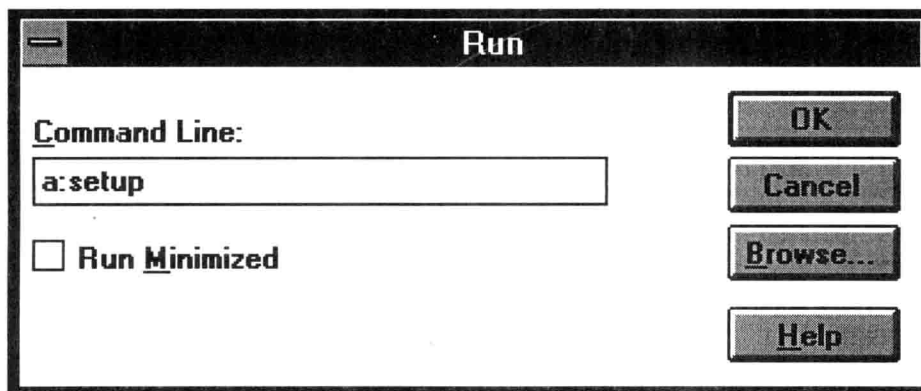 Run
Command Line:
a:setup
Run Minimized
OK
Cancel
Browse...
Help